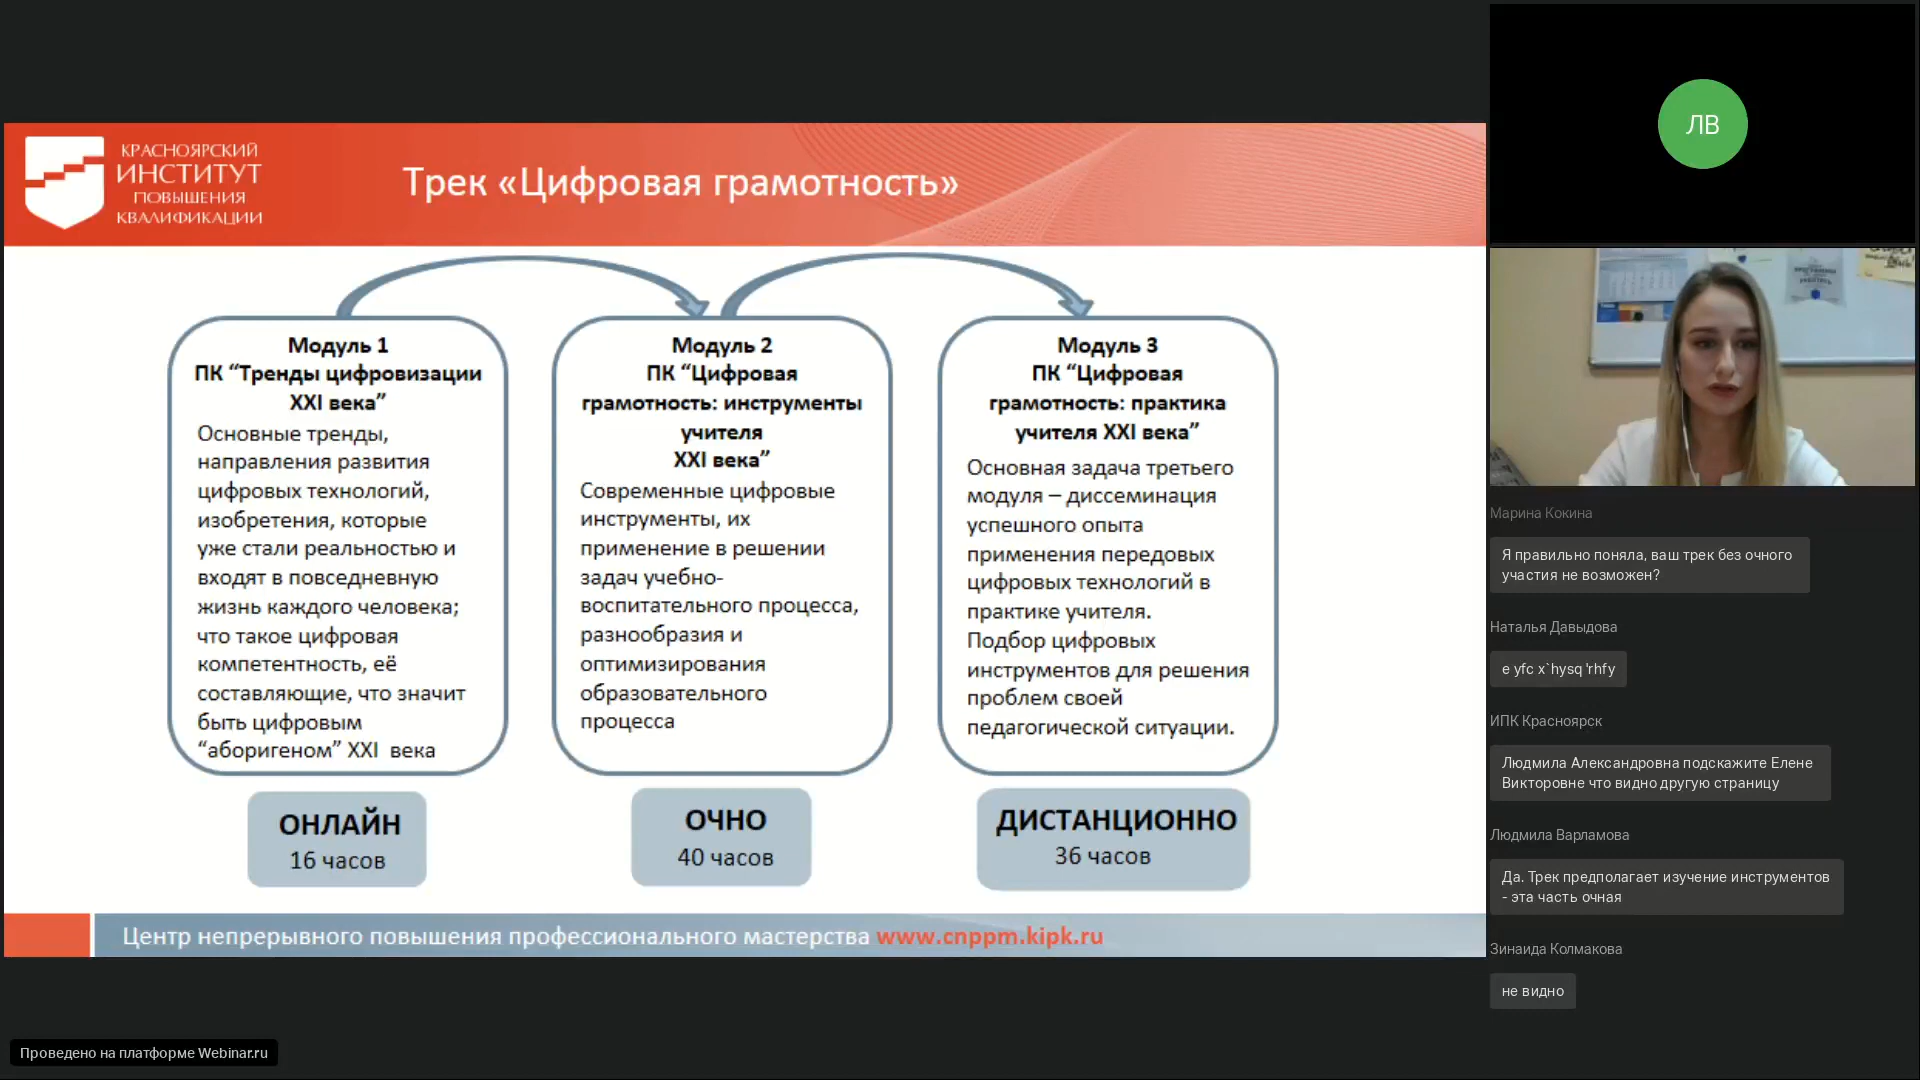 КРАСНОЯРСКИЙ
ИНСТИТУТ
ПОВЫШЕНИЯ
КВАЛИФИКАЦИИ
Трек «Цифровая грамотность»
Модуль 1
ПК “Тренды цифровизации
XXI века”
Основные тренды,
направления развития
цифровых технологий,
изобретения, которые
уже стали реальностью и
входят в повседневную
жизнь каждого человека;
что такое цифровая
компетентность, её
составляющие, что значит
быть цифровым
“аборигеном” XXI века
ОНЛАЙН
16 часов
Модуль 2
ПК “Цифровая
грамотность: инструменты
учителя
XXI века”
Современные цифровые
инструменты, их
применение в решении
задач учебно-
воспитательного процесса,
разнообразия и
оптимизирования
образовательного
процесса
ОЧНО
40 часов
Модуль 3
ПК “Цифровая
грамотность: практика
учителя XXI века”
Основная задача третьего
модуля – диссеминация
успешного опыта
применения передовых
цифровых технологий в
практике учителя.
Подбор цифровых
инструментов для решения
проблем своей
педагогической ситуации.
ДИСТАНЦИОННО
36 часов
Центр непрерывного повышения профессионального мастерства www.cnppm.kipk.ru
Проведено на платформе Webinar.ru
ЛВ
Марина Кокина
Я правильно поняла, ваш трек без очного
участия не возможен?
Наталья Давыдова
е yfc x`hysq 'rhfy
ИПК Красноярск
Людмила Александровна подскажите Елене
Викторовне что видно другую страницу
Людмила Варламова
Да. Трек предполагает изучение инструментов
- эта часть очная
Зинаида Колмакова
не видно